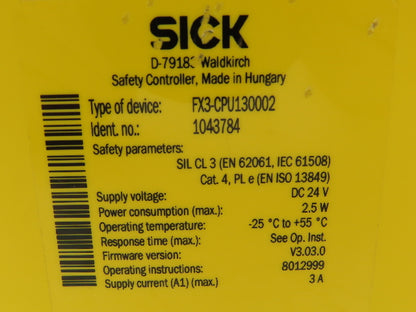 SICK
D-79183 Waldkirch
Safety Controller, Made in Hungary
Type of device: FX3-CPU130002
Ident. no.: 1043784
Safety parameters:
SIL CL 3 (EN 62061, IEC 61508)
Cat. 4, PL e (EN ISO 13849)
Supply voltage: DC 24 V
Power consumption (max.): 2.5 W
Operating temperature: -25 °C to +55 °C
Response time (max.): See Op. Inst.
Firmware version: V3.03.0
Operating instructions: 8012999
Supply current (A1) (max.) 3 A